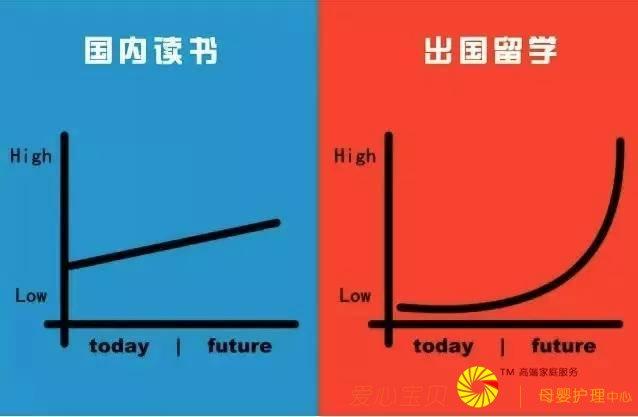 国内读书
High
Low
today | future
出国留学
High
Low
today | future
爱心宝贝
TM 高端家庭服务
母婴护理中心